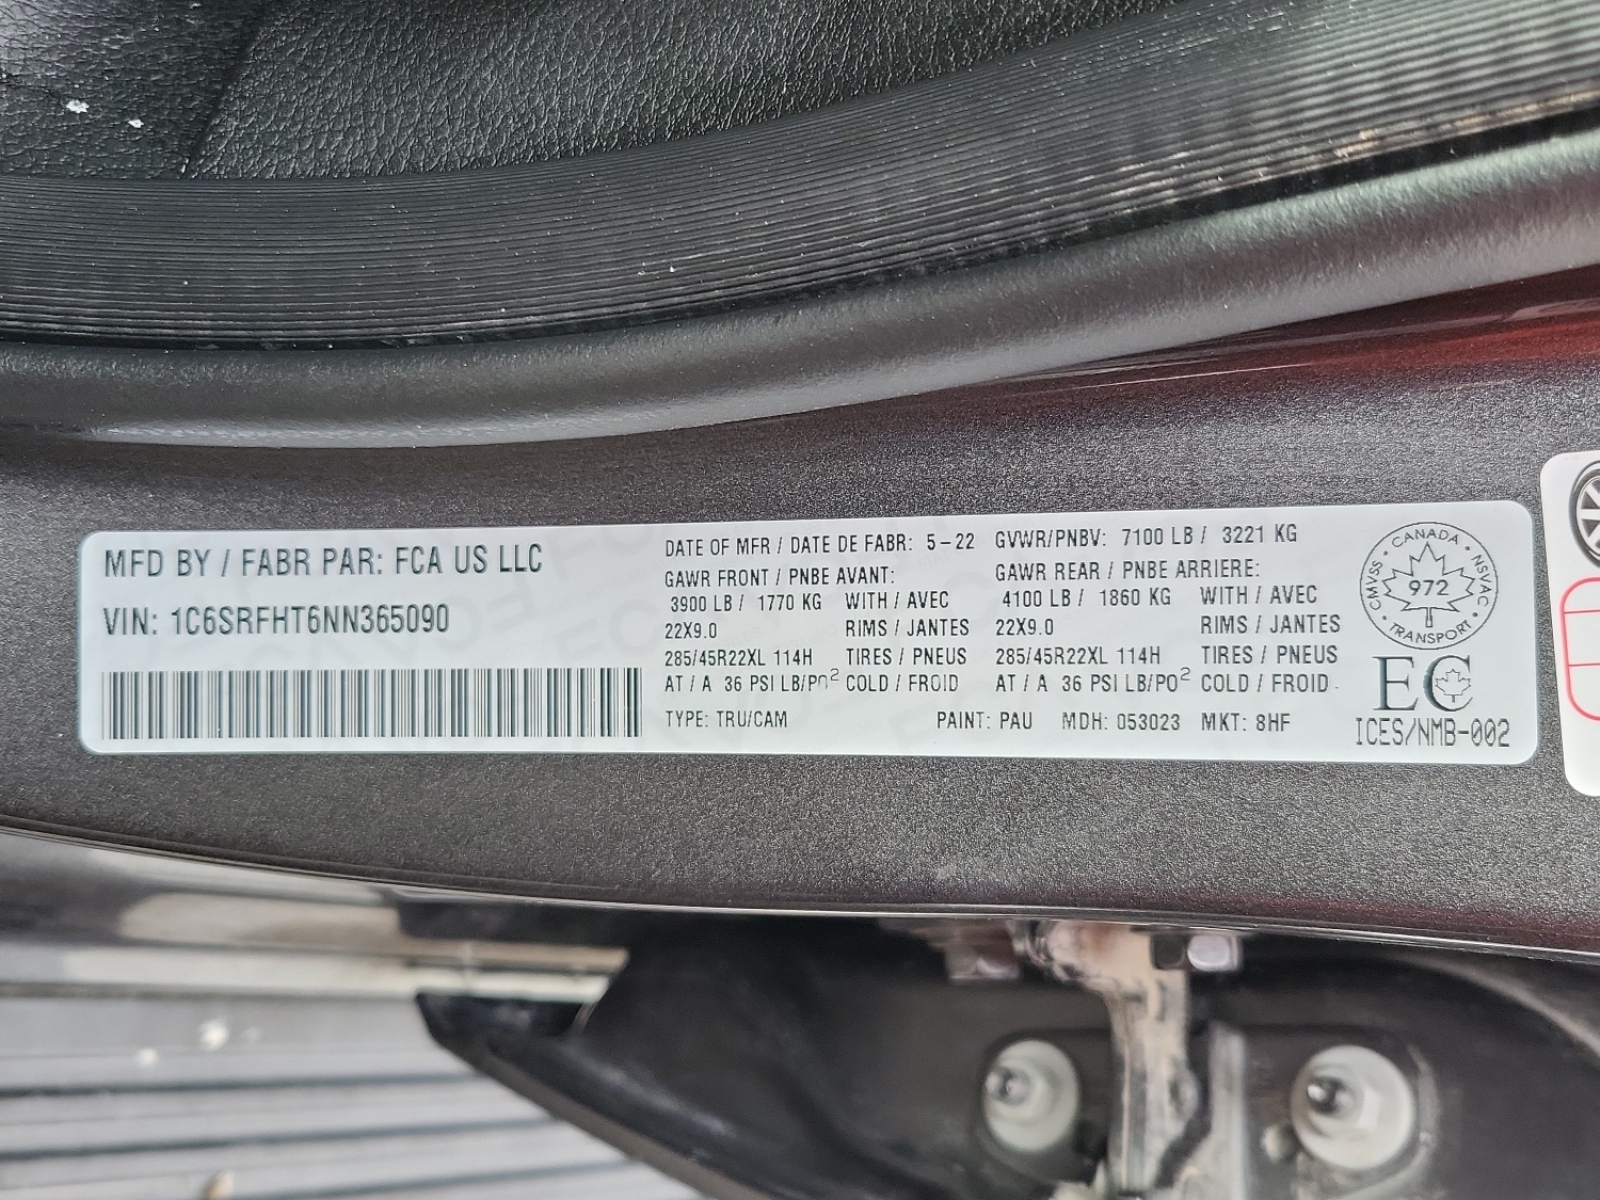 MFD BY / FABR PAR: FCA US LLC
VIN: 1C6SRFHT6NN365090
DATE OF MFR / DATE DE FABR: 5-22 GVWR/PNBV: 7100 LB / 3221 KG
GAWR FRONT / PNBE AVANT: GAWR REAR / PNBE ARRIERE:
3900 LB / 1770 KG WITH / AVEC 4100 LB / 1860 KG WITH / AVEC
22X9.0 RIMS / JANTES 22X9.0 RIMS / JANTES
285/45R22XL 114H TIRES / PNEUS 285/45R22XL 114H TIRES / PNEUS
AT / A 36 PSI LB/PO² COLD / FROID AT / A 36 PSI LB/PO² COLD / FROID
TYPE: TRU/CAM PAINT: PAU MDH: 053023 MKT: 8HF
CANADA · NSVAC · TRANSPORT · CMVSS
972
EC
ICES/NMB-002